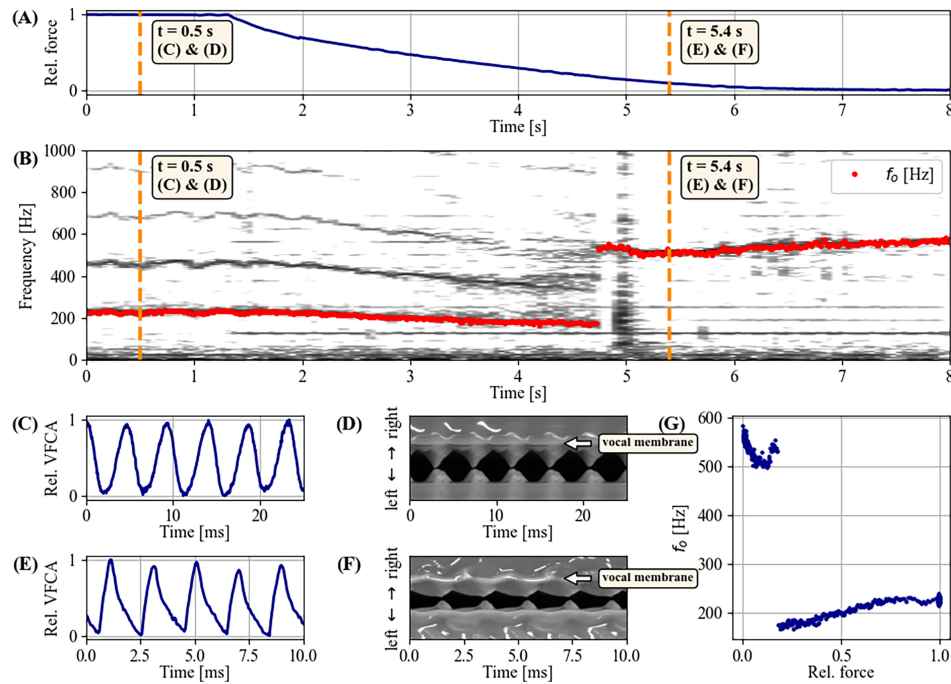 (A)
Rel. force
1
0
t = 0.5 s
(C) & (D)
t = 5.4 s
(E) & (F)
0 1 2 3 4 5 6 7 8
Time [s]
(B)
Frequency [Hz]
1000
800
600
400
200
0
t = 0.5 s
(C) & (D)
t = 5.4 s
(E) & (F)
fo [Hz]
0 1 2 3 4 5 6 7 8
Time [s]
(C)
Rel. VFCA
1
0
0 10 20
Time [ms]
(D)
left ← → right
vocal membrane
0 10 20
Time [ms]
(E)
Rel. VFCA
1
0
0.0 2.5 5.0 7.5 10.0
Time [ms]
(F)
left ← → right
vocal membrane
0.0 2.5 5.0 7.5 10.0
Time [ms]
(G)
fo [Hz]
600
500
400
300
200
0.0 0.5 1.0
Rel. force